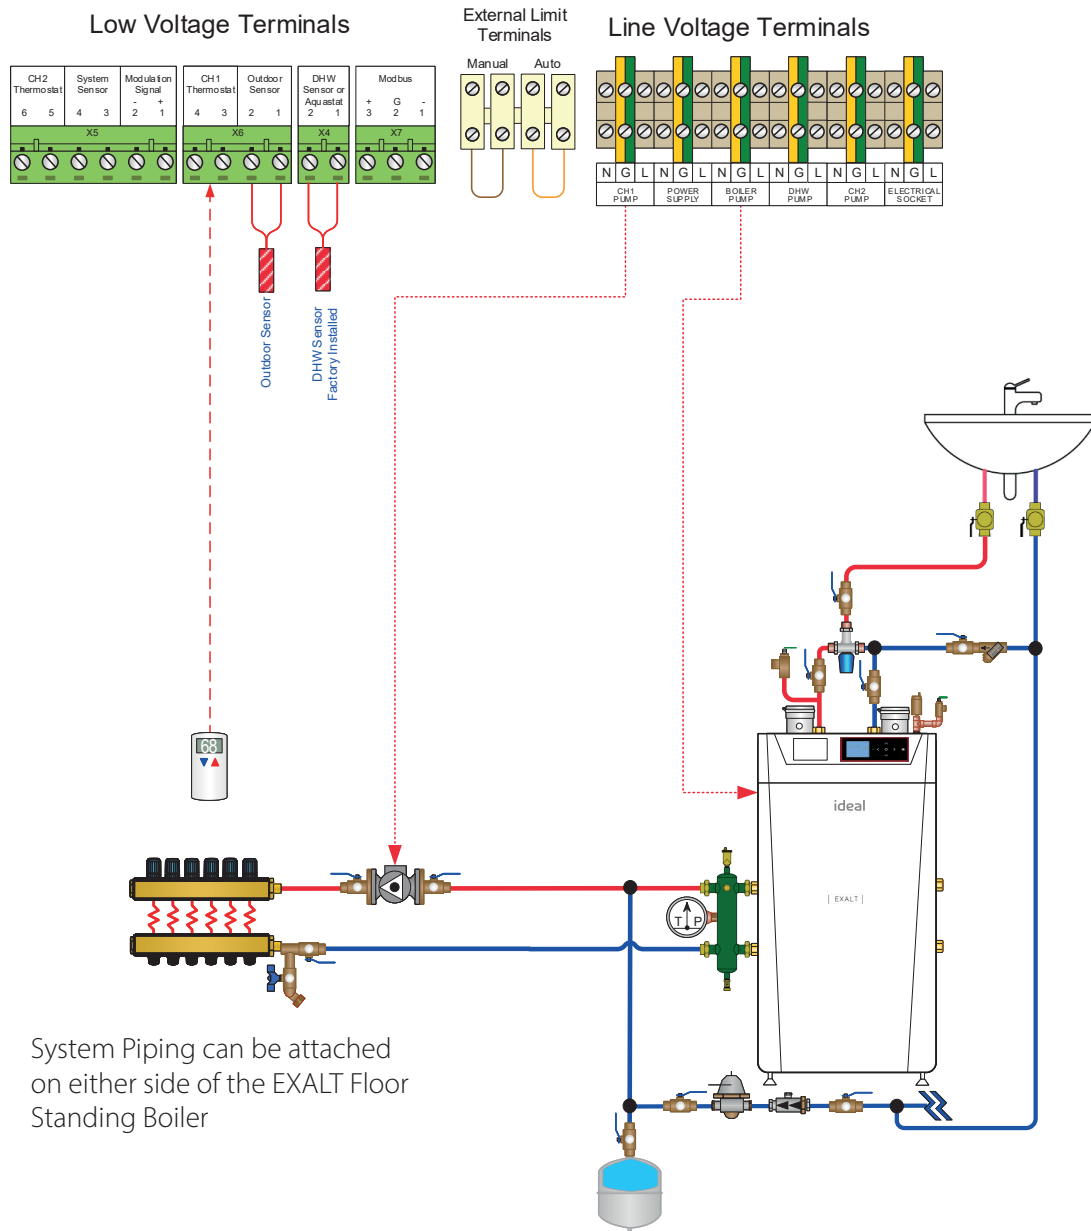 Low Voltage Terminals
External Limit
Terminals
Line Voltage Terminals
Manual Auto
CH2
Thermostat
6 5
System
Sensor
4 3
Modulation
Signal
- +
2 1
X5
CH1
Thermostat
4 3
Outdoor
Sensor
2 1
X6
DHW
Sensor or
Aquastat
2 1
X4
Modbus
+ G -
3 2 1
X7
N G L N G L N G L N G L N G L N G L
CH1
PUMP
POWER
SUPPLY
BOILER
PUMP
DHW
PUMP
CH2
PUMP
ELECTRICAL
SOCKET
Outdoor Sensor
DHW Sensor
Factory Installed
68
ideal
EXALT
T P
System Piping can be attached
on either side of the EXALT Floor
Standing Boiler